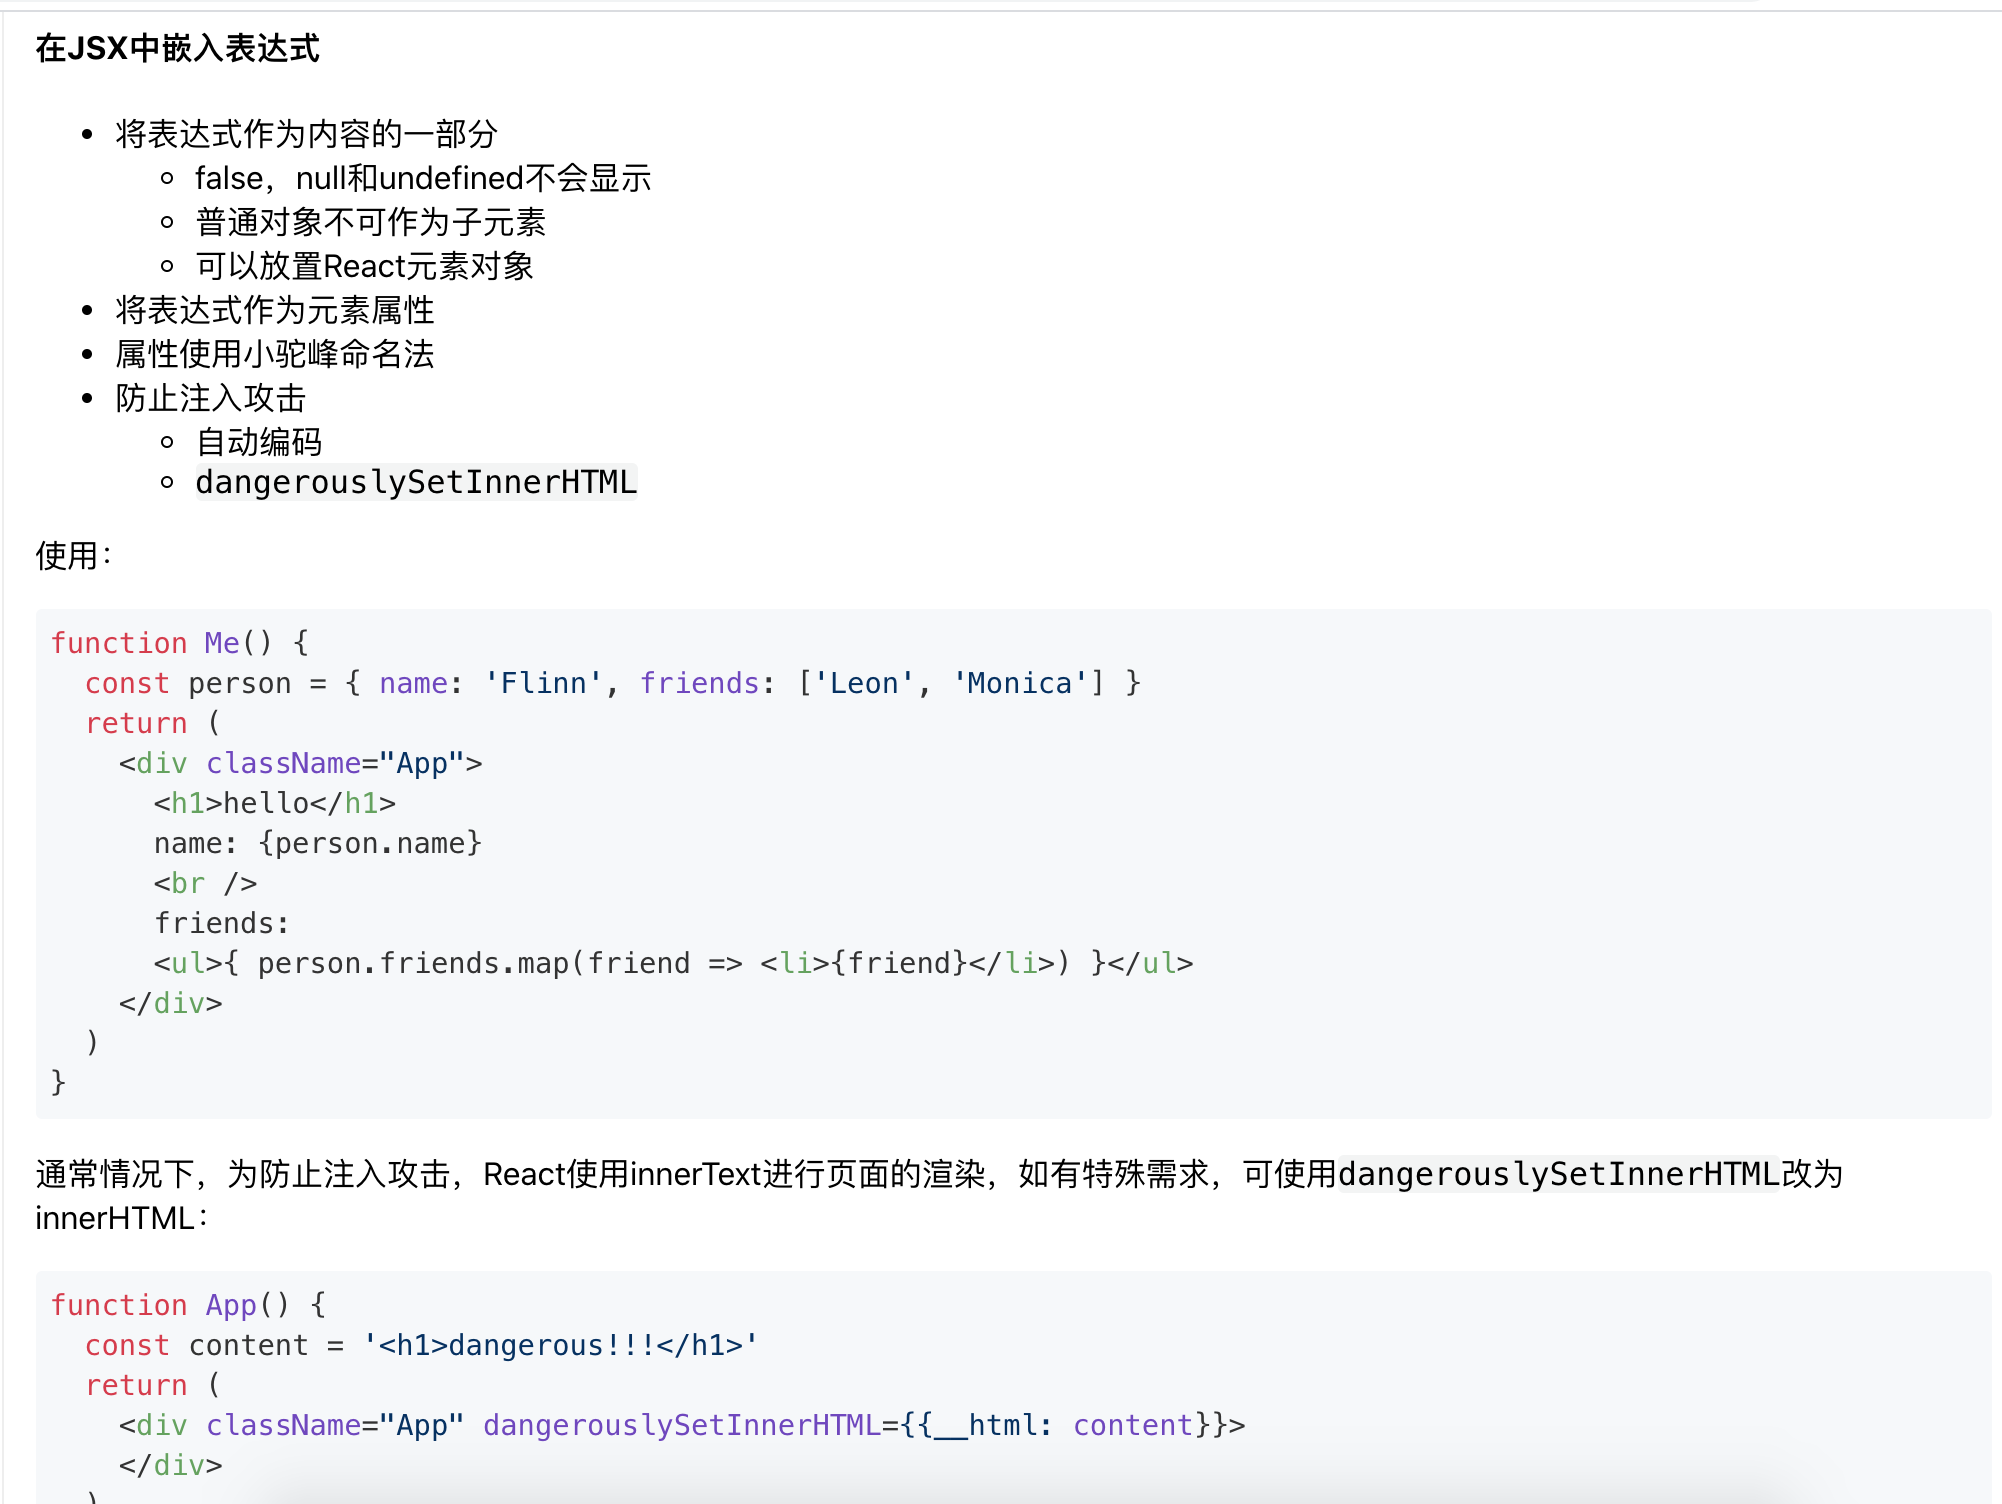 在JSX中嵌入表达式
将表达式作为内容的一部分
false，null和undefined不会显示
普通对象不可作为子元素
可以放置React元素对象
将表达式作为元素属性
属性使用小驼峰命名法
防止注入攻击
自动编码
dangerouslySetInnerHTML
使用：
function Me() {
  const person = { name: 'Flinn', friends: ['Leon', 'Monica'] }
  return (
    <div className="App">
      <h1>hello</h1>
      name: {person.name}
      <br />
      friends:
      <ul>{ person.friends.map(friend => <li>{friend}</li>) }</ul>
    </div>
  )
}
通常情况下，为防止注入攻击，React使用innerText进行页面的渲染，如有特殊需求，可使用dangerouslySetInnerHTML改为
innerHTML：
function App() {
  const content = '<h1>dangerous!!!</h1>'
  return (
    <div className="App" dangerouslySetInnerHTML={{__html: content}}>
    </div>
  )